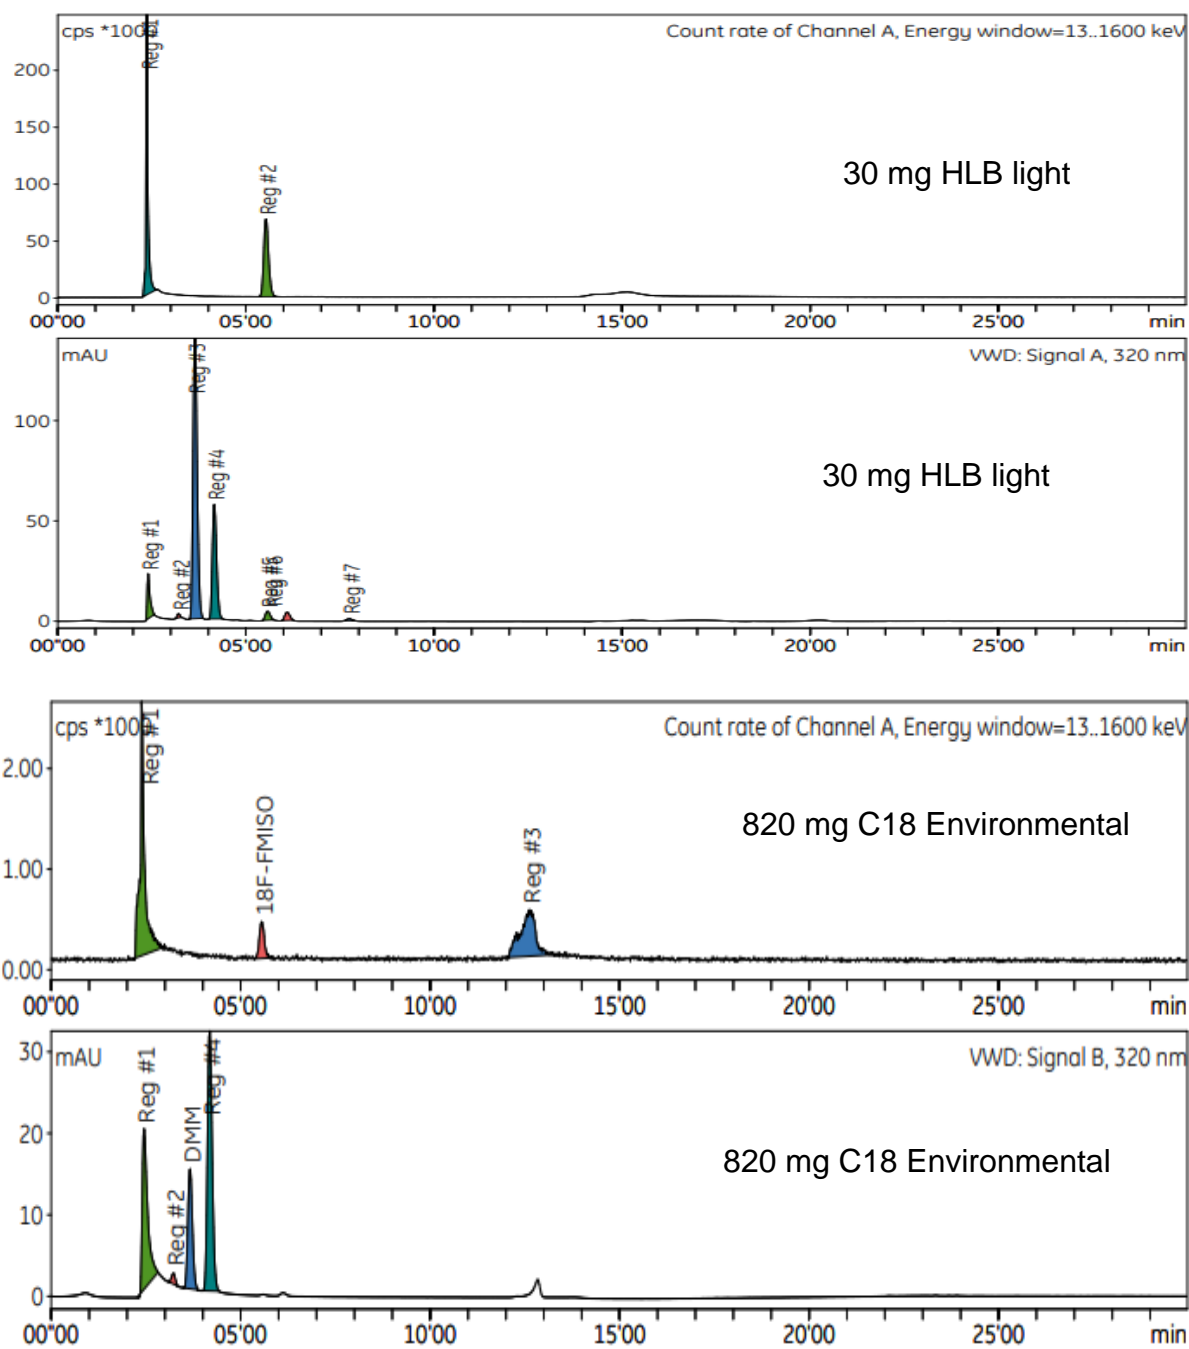 cps *100
Reg #1
Count rate of Channel A, Energy window=13..1600 keV
200
150
100
50
0
Reg #2
30 mg HLB light
00'00 05'00 10'00 15'00 20'00 25'00 min
mAU
VWD: Signal A, 320 nm
100
50
0
Reg #1
Reg #2
Reg #3
Reg #4
Reg #6
Reg #7
30 mg HLB light
00'00 05'00 10'00 15'00 20'00 25'00 min
cps *100
Reg #1
Count rate of Channel A, Energy window=13..1600 keV
2.00
1.00
0.00
18F-FMISO
Reg #3
820 mg C18 Environmental
00'00 05'00 10'00 15'00 20'00 25'00 min
mAU
VWD: Signal B, 320 nm
30
20
10
0
Reg #1
Reg #2
DMM
Reg #4
820 mg C18 Environmental
00'00 05'00 10'00 15'00 20'00 25'00 min